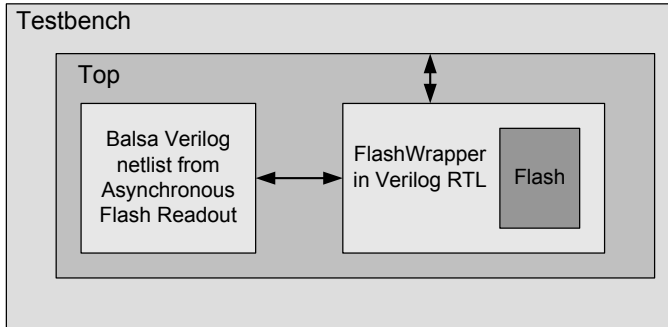 Testbench
Top
Balsa Verilog
netlist from
Asynchronous
Flash Readout
FlashWrapper
in Verilog RTL
Flash